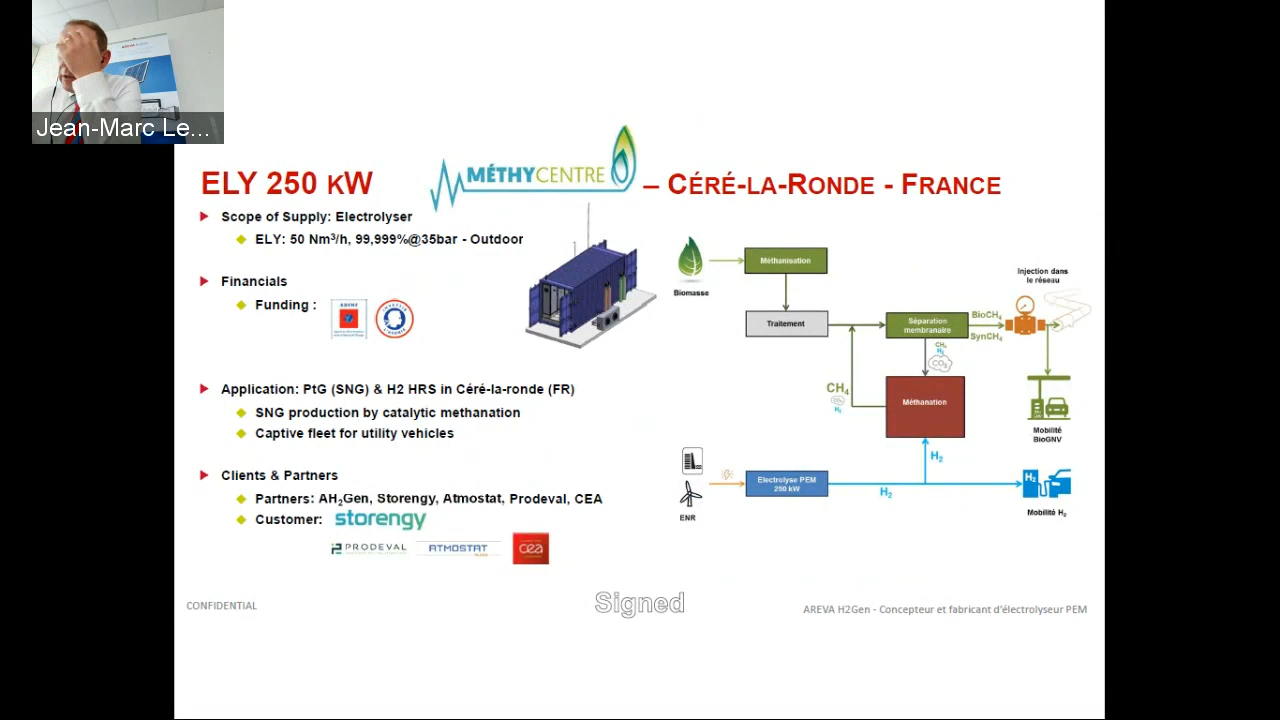 Jean-Marc Le...
ELY 250 KW
MÉTHYCENTRE
– CÉRÉ-LA-RONDE - FRANCE
Scope of Supply: Electrolyser
ELY: 50 Nm³/h, 99,999%@35bar - Outdoor
Financials
Funding :
ADEME
Application: PtG (SNG) & H2 HRS in Céré-la-ronde (FR)
SNG production by catalytic methanation
Captive fleet for utility vehicles
Clients & Partners
Partners: AH₂Gen, Storengy, Atmostat, Prodeval, CEA
Customer:
storengy
PRODEVAL
ATMOSTAT
cea
Biomasse
Méthanisation
Traitement
Séparation
membranaire
BioCH₄
SynCH₄
Injection dans
le réseau
CH₄
H₂
CO₂
CH₄
CO₂
H₂
Méthanation
Mobilité
BioGNV
H₂
ENR
Electrolyse PEM
250 kW
H₂
H₂
Mobilité H₂
CONFIDENTIAL
Signed
AREVA H2Gen - Concepteur et fabricant d'électrolyseur PEM